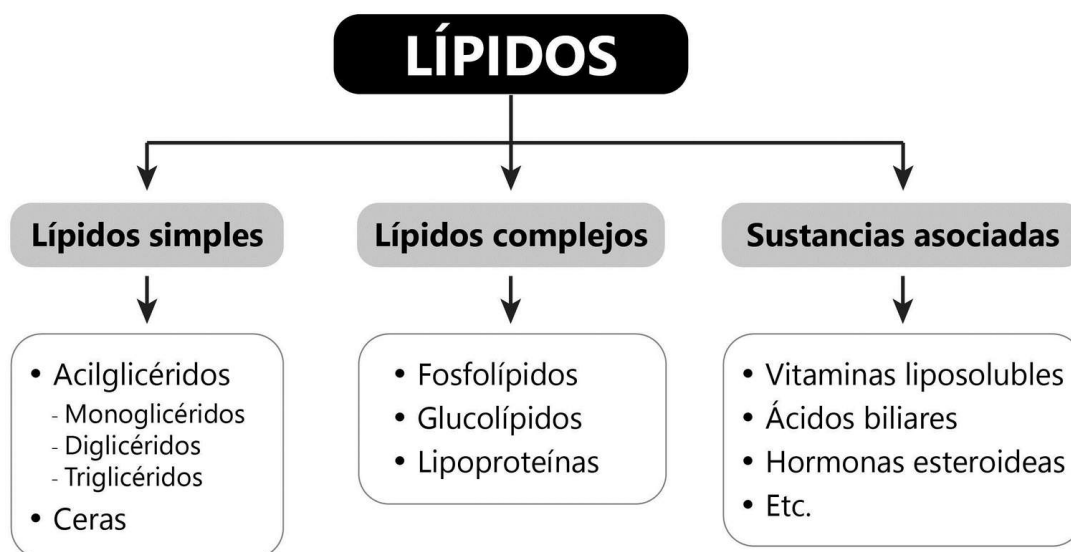 LÍPIDOS
Lípidos simples
• Acilglicéridos
- Monoglicéridos
- Diglicéridos
- Triglicéridos
• Ceras
Lípidos complejos
• Fosfolípidos
• Glucolípidos
• Lipoproteínas
Sustancias asociadas
• Vitaminas liposolubles
• Ácidos biliares
• Hormonas esteroideas
• Etc.